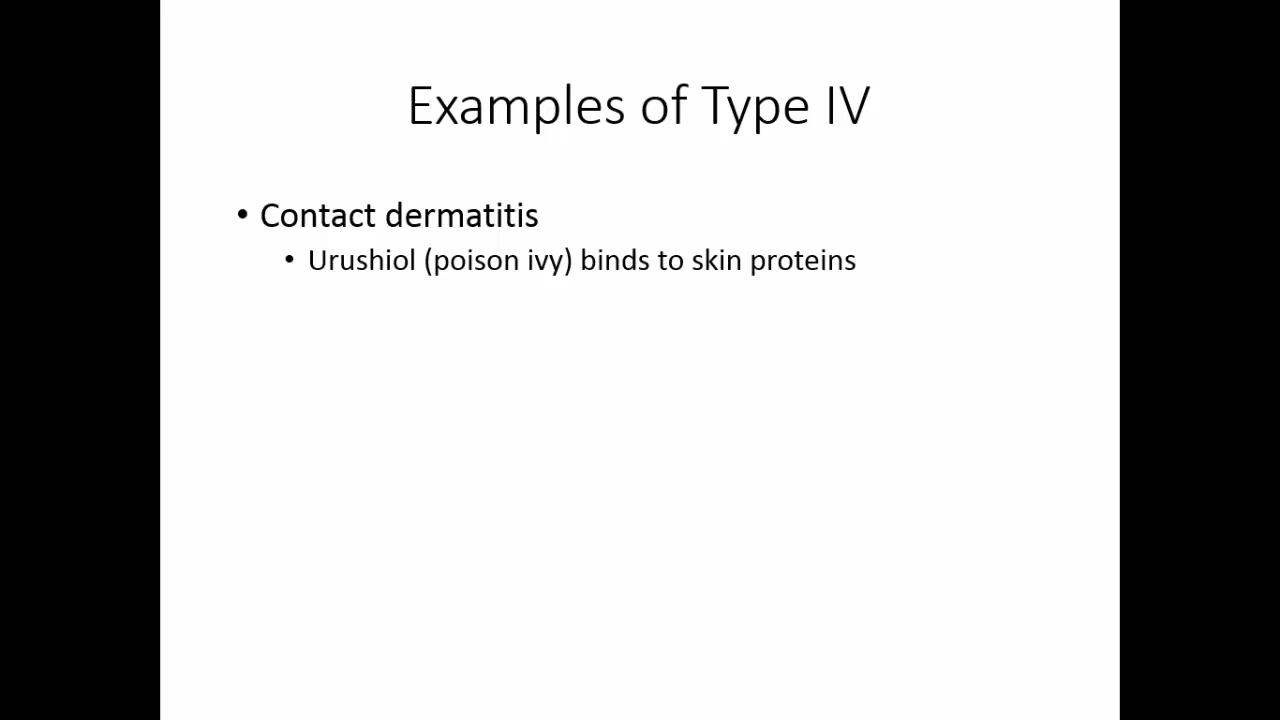 Examples of Type IV
• Contact dermatitis
• Urushiol (poison ivy) binds to skin proteins